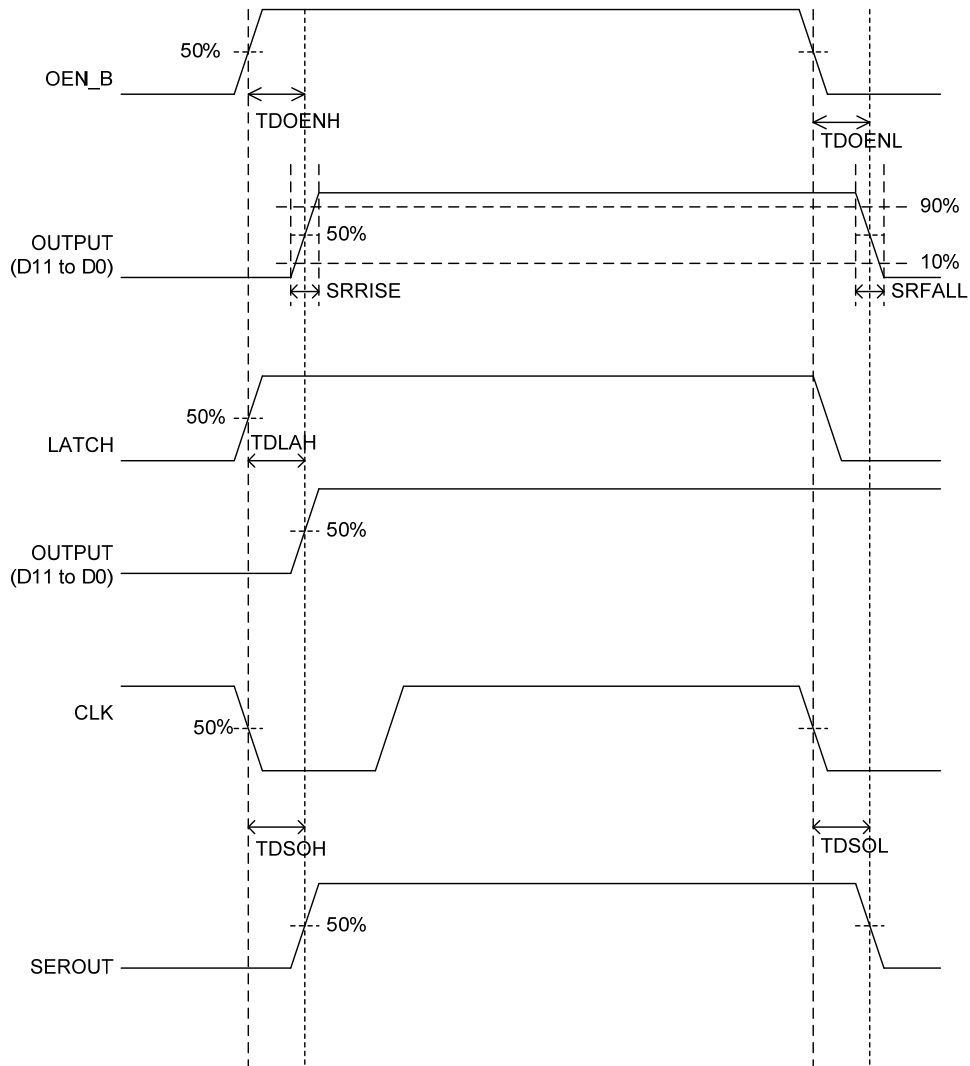 50%
OEN_B
TDOENH
TDOENL
90%
OUTPUT
(D11 to D0)
50%
10%
SRRISE
SRFALL
50%
LATCH
TDLAH
OUTPUT
(D11 to D0)
50%
CLK
50%
TDSOH
TDSOL
50%
SEROUT